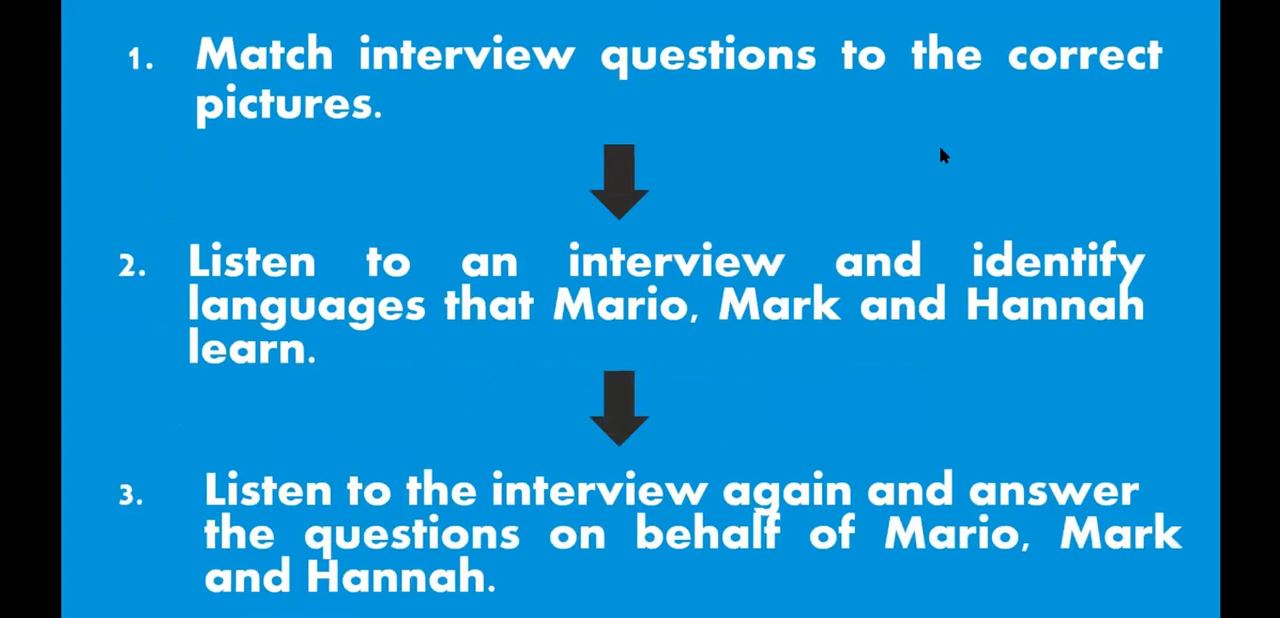 1. Match interview questions to the correct
pictures.
2. Listen to an interview and identify
languages that Mario, Mark and Hannah
learn.
3. Listen to the interview again and answer
the questions on behalf of Mario, Mark
and Hannah.